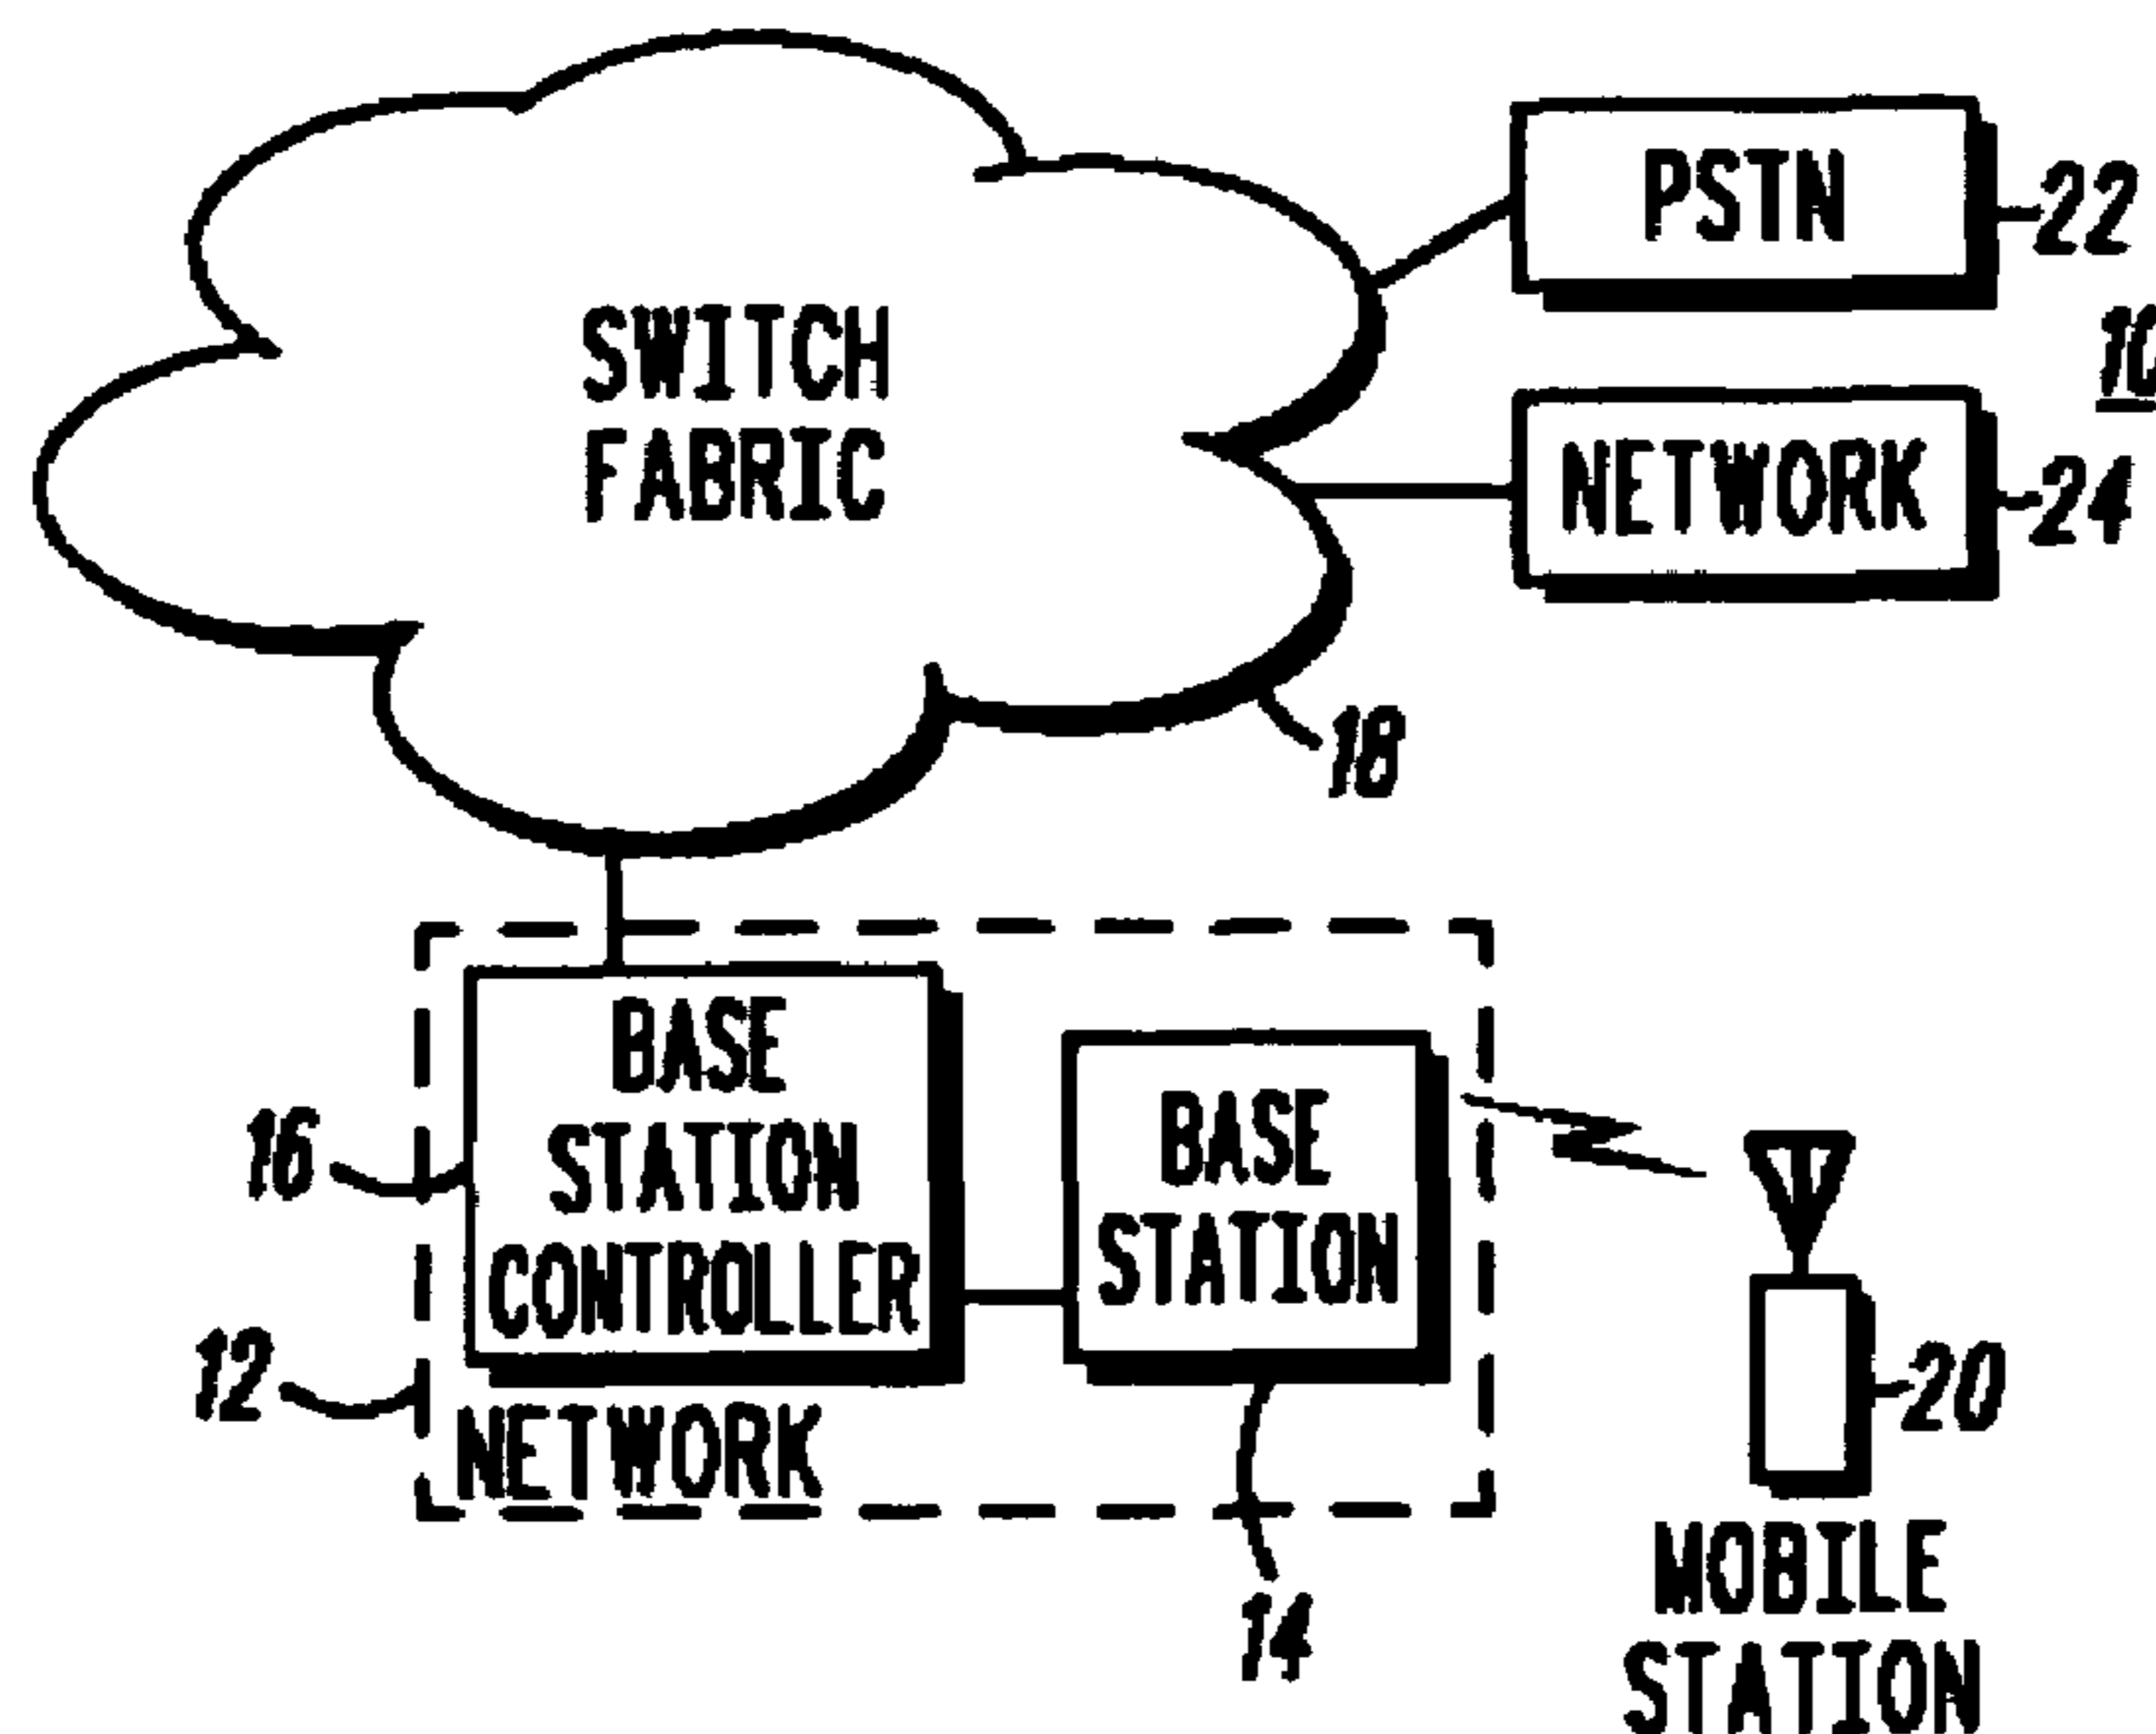 PSTN
22
SWITCH
FABRIC
10
NETWORK
24
18
BASE
STATION
CONTROLLER
16
BASE
STATION
12
NETWORK
20
14
MOBILE
STATION